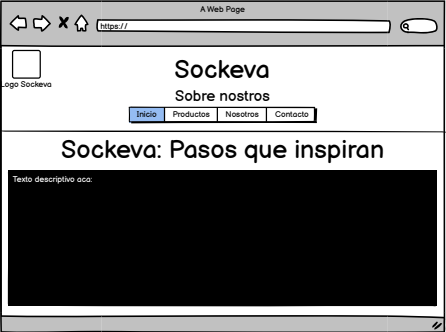 A Web Page
https://
Logo Sockeva
Sockeva
Sobre nostros
Inicio Productos Nosotros Contacto
Sockeva: Pasos que inspiran
Texto descriptivo aca: